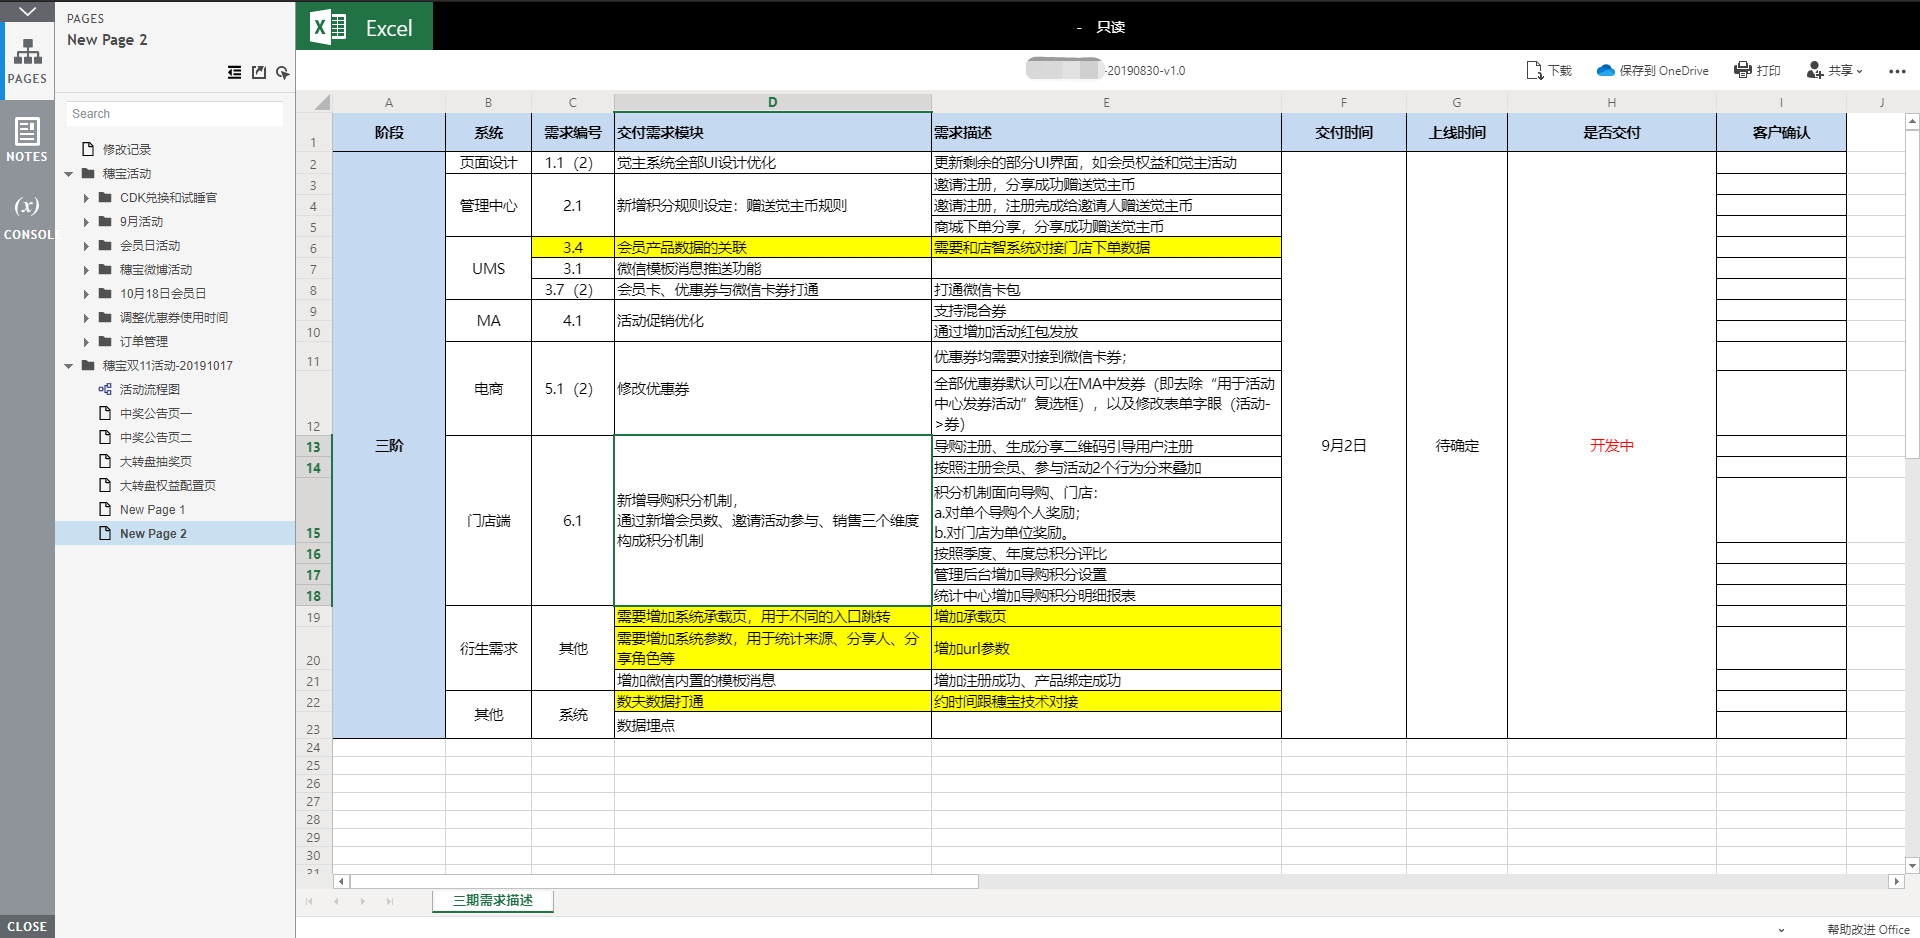 PAGES
New Page 2
PAGES
NOTES
(x)
CONSOL
CLOSE
Search
修改记录
穗宝活动
CDK兑换和试睡官
9月活动
会员日活动
穗宝微博活动
10月18日会员日
调整优惠券使用时间
订单管理
穗宝双11活动-20191017
活动流程图
中奖公告页一
中奖公告页二
大转盘抽奖页
大转盘权益配置页
New Page 1
New Page 2
Excel
- 只读
-20190830-v1.0
下载
保存到 OneDrive
打印
共享
A B C D E F G H I J
1 阶段 系统 需求编号 交付需求模块 需求描述 交付时间 上线时间 是否交付 客户确认
2 页面设计 1.1（2） 觉主系统全部UI设计优化 更新剩余的部分UI界面，如会员权益和觉主活动
3 邀请注册，分享成功赠送觉主币
4 管理中心 2.1 新增积分规则设定：赠送觉主币规则 邀请注册，注册完成给邀请人赠送觉主币
5 商城下单分享，分享成功赠送觉主币
6 3.4 会员产品数据的关联 需要和店智系统对接门店下单数据
7 UMS 3.1 微信模板消息推送功能
8 3.7（2） 会员卡、优惠券与微信卡券打通 打通微信卡包
9 支持混合券
MA 4.1 活动促销优化
10 通过增加活动红包发放
11 优惠券均需要对接到微信卡券；
电商 5.1（2） 修改优惠券
全部优惠券默认可以在MA中发券（即去除“用于活动
中心发券活动”复选框），以及修改表单字眼（活动-
12 >券）
13 三阶 导购注册、生成分享二维码引导用户注册 9月2日 待确定 开发中
14 按照注册会员、参与活动2个行为分来叠加
积分机制面向导购、门店：
新增导购积分机制，
a.对单个导购个人奖励；
门店端 6.1 通过新增会员数、邀请活动参与、销售三个维度
15 b.对门店为单位奖励。
构成积分机制
16 按照季度、年度总积分评比
17 管理后台增加导购积分设置
18 统计中心增加导购积分明细报表
19 需要增加系统承载页，用于不同的入口跳转 增加承载页
需要增加系统参数，用于统计来源、分享人、分
衍生需求 其他 增加url参数
20 享角色等
21 增加微信内置的模板消息 增加注册成功、产品绑定成功
22 数夫数据打通 约时间跟穗宝技术对接
其他 系统
23 数据埋点
24
25
26
27
28
29
30
31
三期需求描述
帮助改进 Office